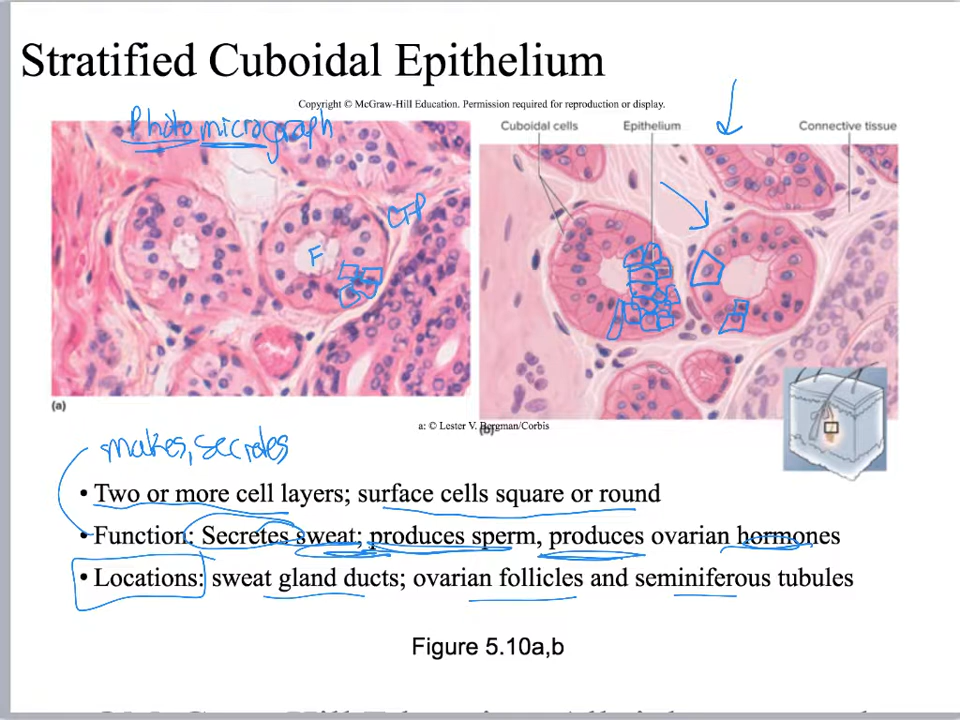 Stratified Cuboidal Epithelium
Copyright © McGraw-Hill Education. Permission required for reproduction or display.
Photomicrograph
Cuboidal cells Epithelium Connective tissue
F
(a)
a: © Lester V. Bergman/Corbis
(b)
makes, secretes
• Two or more cell layers; surface cells square or round
• Function: Secretes sweat; produces sperm, produces ovarian hormones
• Locations: sweat gland ducts; ovarian follicles and seminiferous tubules
Figure 5.10a,b